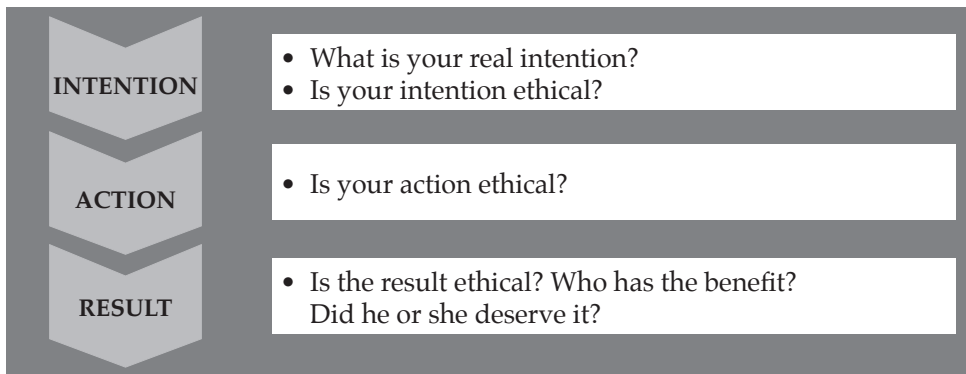 INTENTION
• What is your real intention?
• Is your intention ethical?
ACTION
• Is your action ethical?
RESULT
• Is the result ethical? Who has the benefit?
Did he or she deserve it?